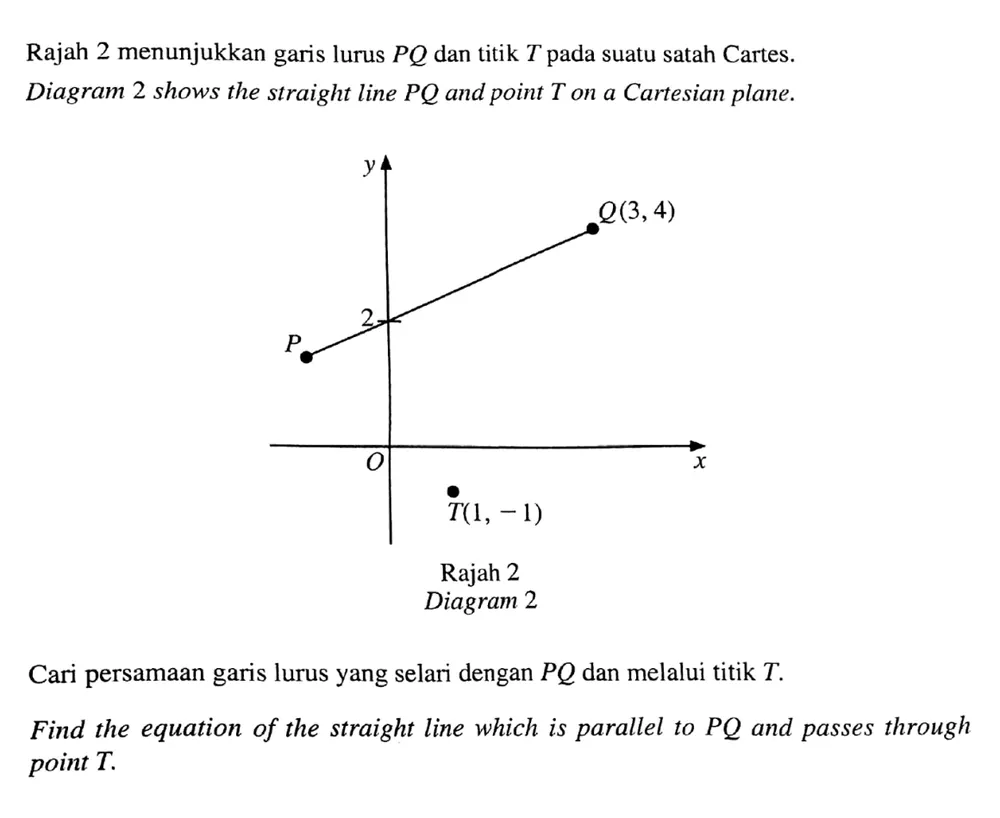 Rajah 2 menunjukkan garis lurus PQ dan titik T pada suatu satah Cartes.
Diagram 2 shows the straight line PQ and point T on a Cartesian plane.
y
Q(3, 4)
2
P
O
x
T(1, −1)
Rajah 2
Diagram 2
Cari persamaan garis lurus yang selari dengan PQ dan melalui titik T.
Find the equation of the straight line which is parallel to PQ and passes through
point T.